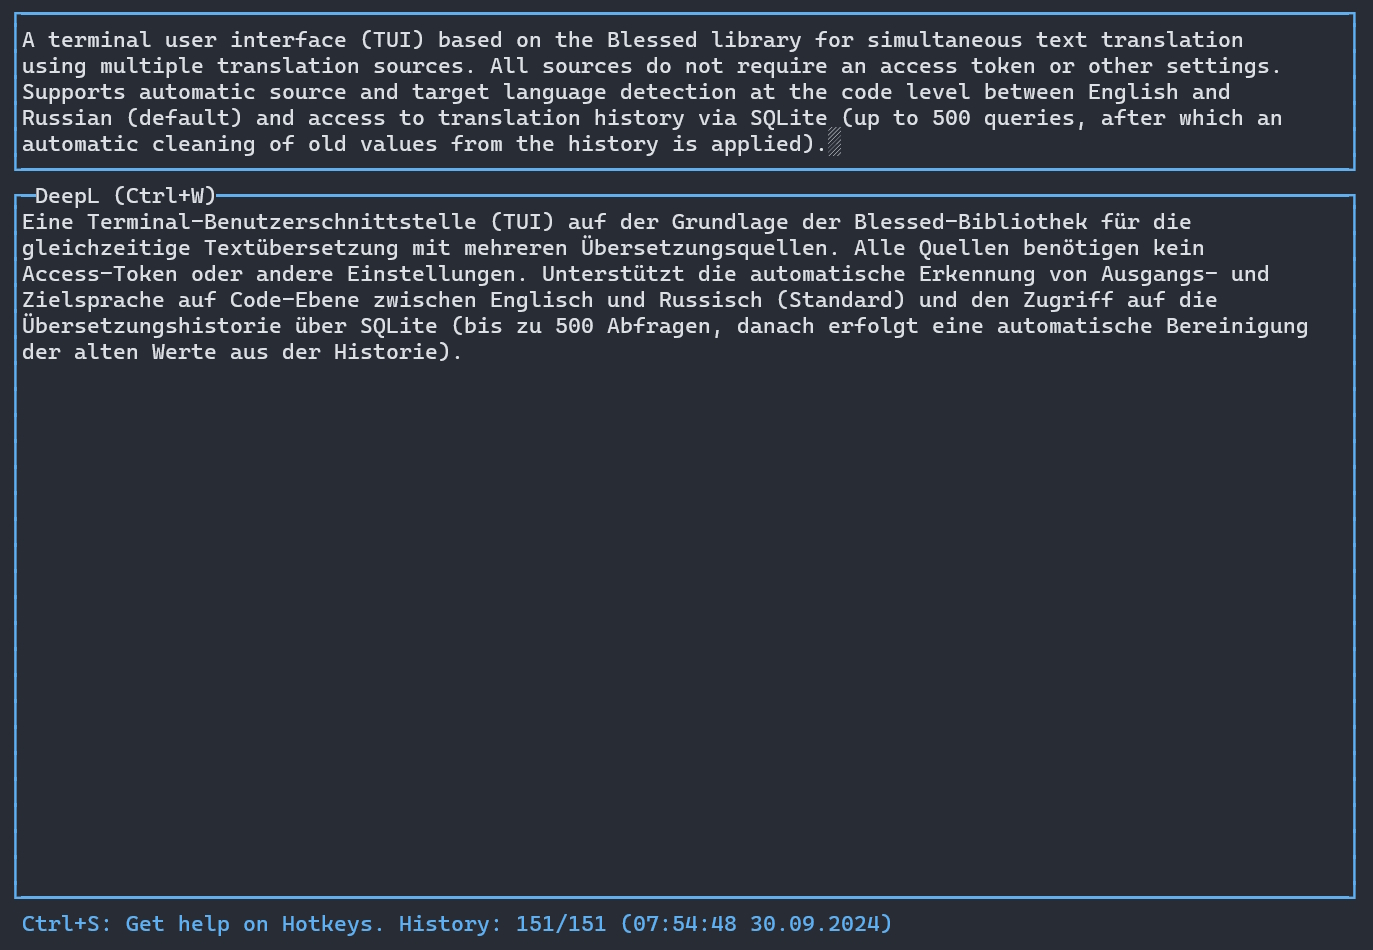 A terminal user interface (TUI) based on the Blessed library for simultaneous text translation
using multiple translation sources. All sources do not require an access token or other settings.
Supports automatic source and target language detection at the code level between English and
Russian (default) and access to translation history via SQLite (up to 500 queries, after which an
automatic cleaning of old values from the history is applied).
DeepL (Ctrl+W)
Eine Terminal-Benutzerschnittstelle (TUI) auf der Grundlage der Blessed-Bibliothek für die
gleichzeitige Textübersetzung mit mehreren Übersetzungsquellen. Alle Quellen benötigen kein
Access-Token oder andere Einstellungen. Unterstützt die automatische Erkennung von Ausgangs- und
Zielsprache auf Code-Ebene zwischen Englisch und Russisch (Standard) und den Zugriff auf die
Übersetzungshistorie über SQLite (bis zu 500 Abfragen, danach erfolgt eine automatische Bereinigung
der alten Werte aus der Historie).
Ctrl+S: Get help on Hotkeys. History: 151/151 (07:54:48 30.09.2024)